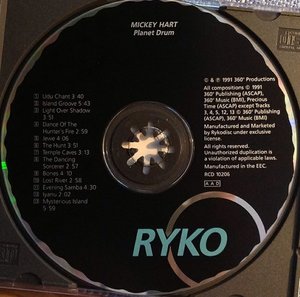 MICKEY HART
Planet Drum
1 Udu Chant 3 40
2 Island Groove 5 43
3 Light Over Shadow
3 51
4 Dance Of The
Hunter's Fire 2 59
5 Jewe 4 06
6 The Hunt 3 51
7 Temple Caves 3 13
8 The Dancing
Sorcerer 2 57
9 Bones 4 10
10 Lost River 2 58
11 Evening Samba 4 13
12 Iyanu 2 02
13 Mysterious Island
5 59
© & ℗ 1991 360° Productions
All compositions © 1991
360° Publishing (ASCAP),
360° Music (BMI), Precious
Time (ASCAP) except Tracks
3, 4, 5, 12, 13 © 360° Publishing
(ASCAP), 360° Music (BMI)
Manufactured and Marketed
by Rykodisc under exclusive
license.
All rights reserved.
Unauthorized duplication is a
violation of applicable laws.
Manufactured in the EEC.
RCD 10206
A A D
RYKO